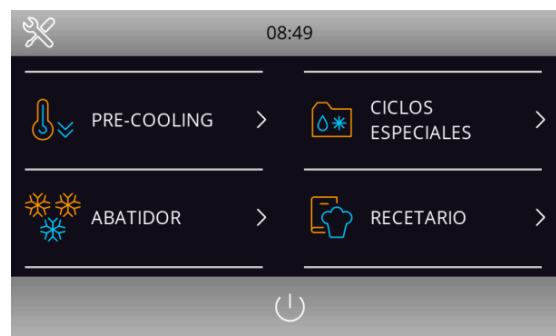 08:49
PRE-COOLING
CICLOS
ESPECIALES
ABATIDOR
RECETARIO